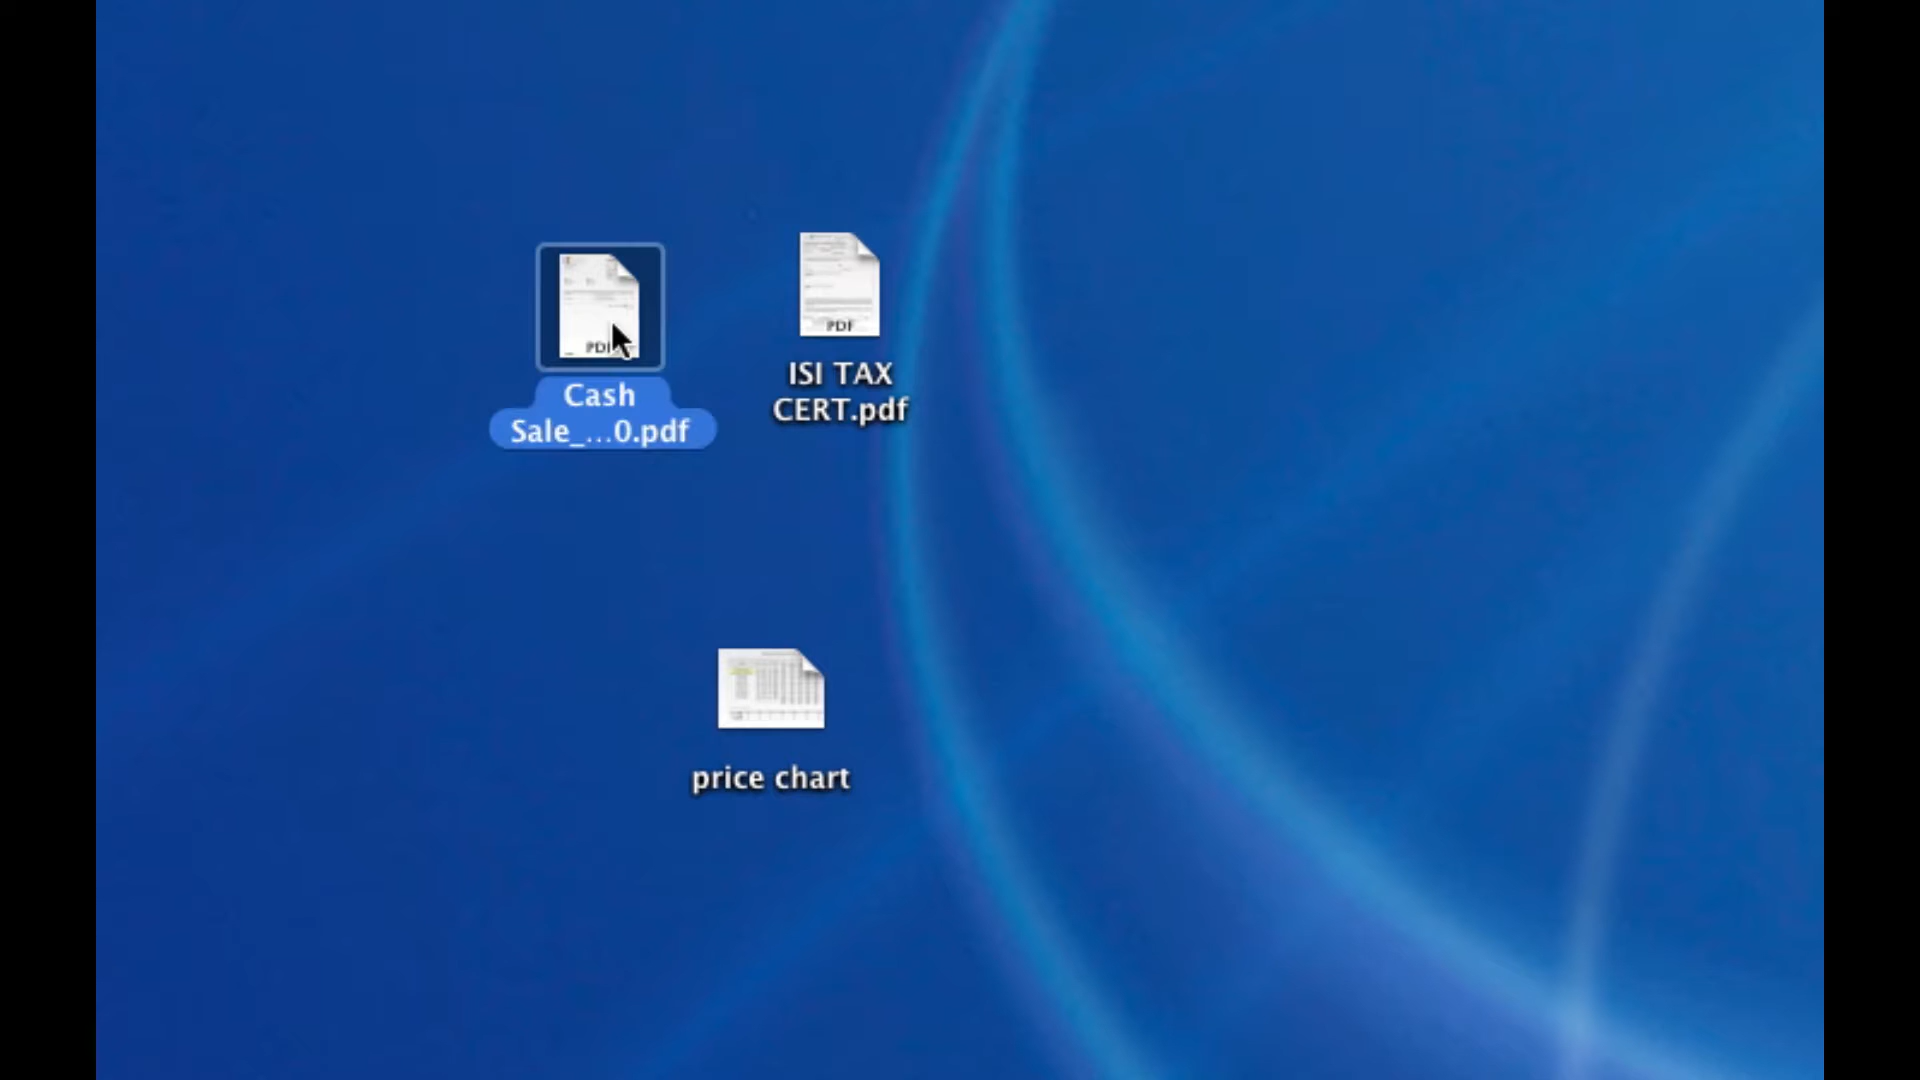 PDF
Cash
Sale_...0.pdf
PDF
ISI TAX
CERT.pdf
price chart